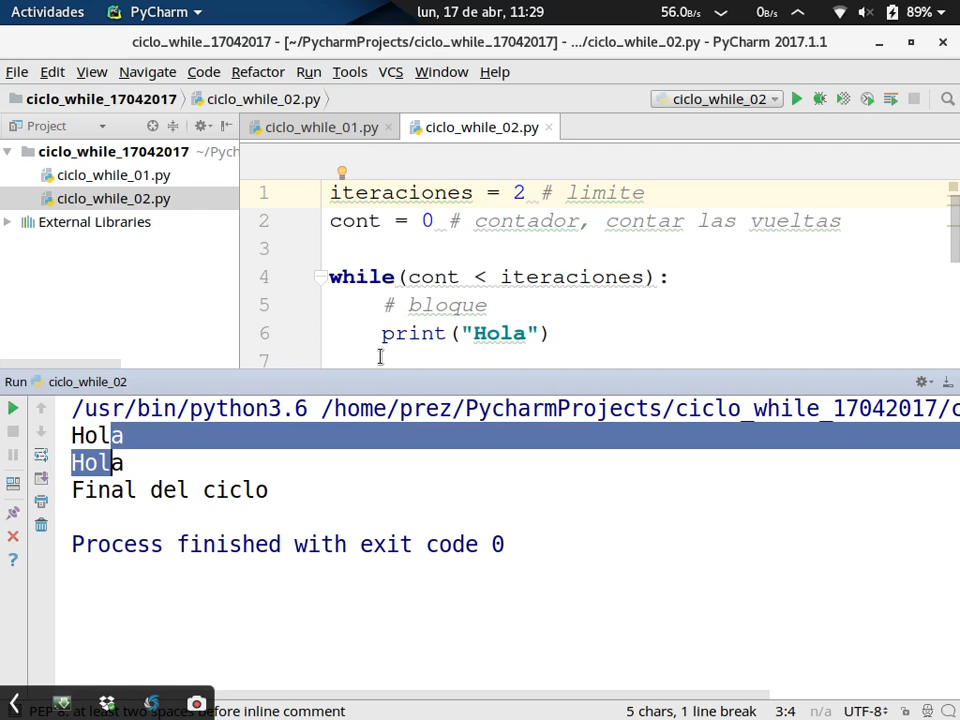 Actividades PyCharm lun, 17 de abr, 11:29 56.0B/s 0B/s 89%
ciclo_while_17042017 - [~/PycharmProjects/ciclo_while_17042017] - .../ciclo_while_02.py - PyCharm 2017.1.1
File Edit View Navigate Code Refactor Run Tools VCS Window Help
ciclo_while_17042017 ciclo_while_02.py ciclo_while_02
Project ciclo_while_01.py ciclo_while_02.py
ciclo_while_17042017 ~/Pych
ciclo_while_01.py
ciclo_while_02.py
External Libraries
1 iteraciones = 2 # limite
2 cont = 0 # contador, contar las vueltas
3
4 while(cont < iteraciones):
5 # bloque
6 print("Hola")
7
Run ciclo_while_02
/usr/bin/python3.6 /home/prez/PycharmProjects/ciclo_while_17042017/c
Hola
Hola
Final del ciclo
Process finished with exit code 0
PEP 8: at least two spaces before inline comment 5 chars, 1 line break 3:4 n/a UTF-8